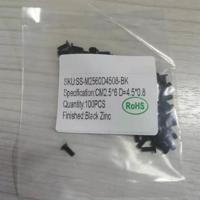 SKU:SS-M2560D4508-BK
Specification:CM2.5*6 D=4.5*0.8
Quantity:100PCS
Finished:Black Zinc
RoHS